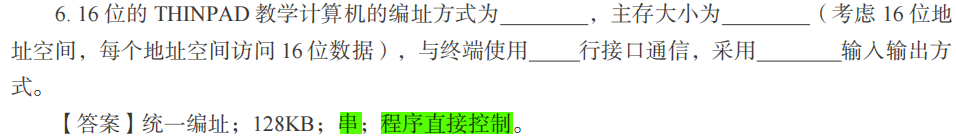 6. 16 位的 THINPAD 教学计算机的编址方式为________，主存大小为________（考虑 16 位地
址空间，每个地址空间访问 16 位数据），与终端使用____行接口通信，采用_______输入输出方
式。
【答案】统一编址；128KB；串；程序直接控制。